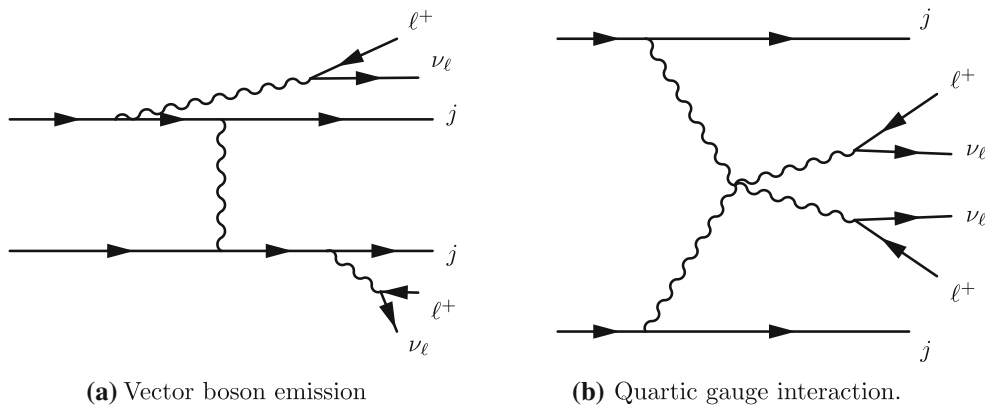 ℓ⁺
ν_ℓ
j
j
ℓ⁺
ν_ℓ
(a) Vector boson emission
j
ℓ⁺
ν_ℓ
ν_ℓ
ℓ⁺
j
(b) Quartic gauge interaction.